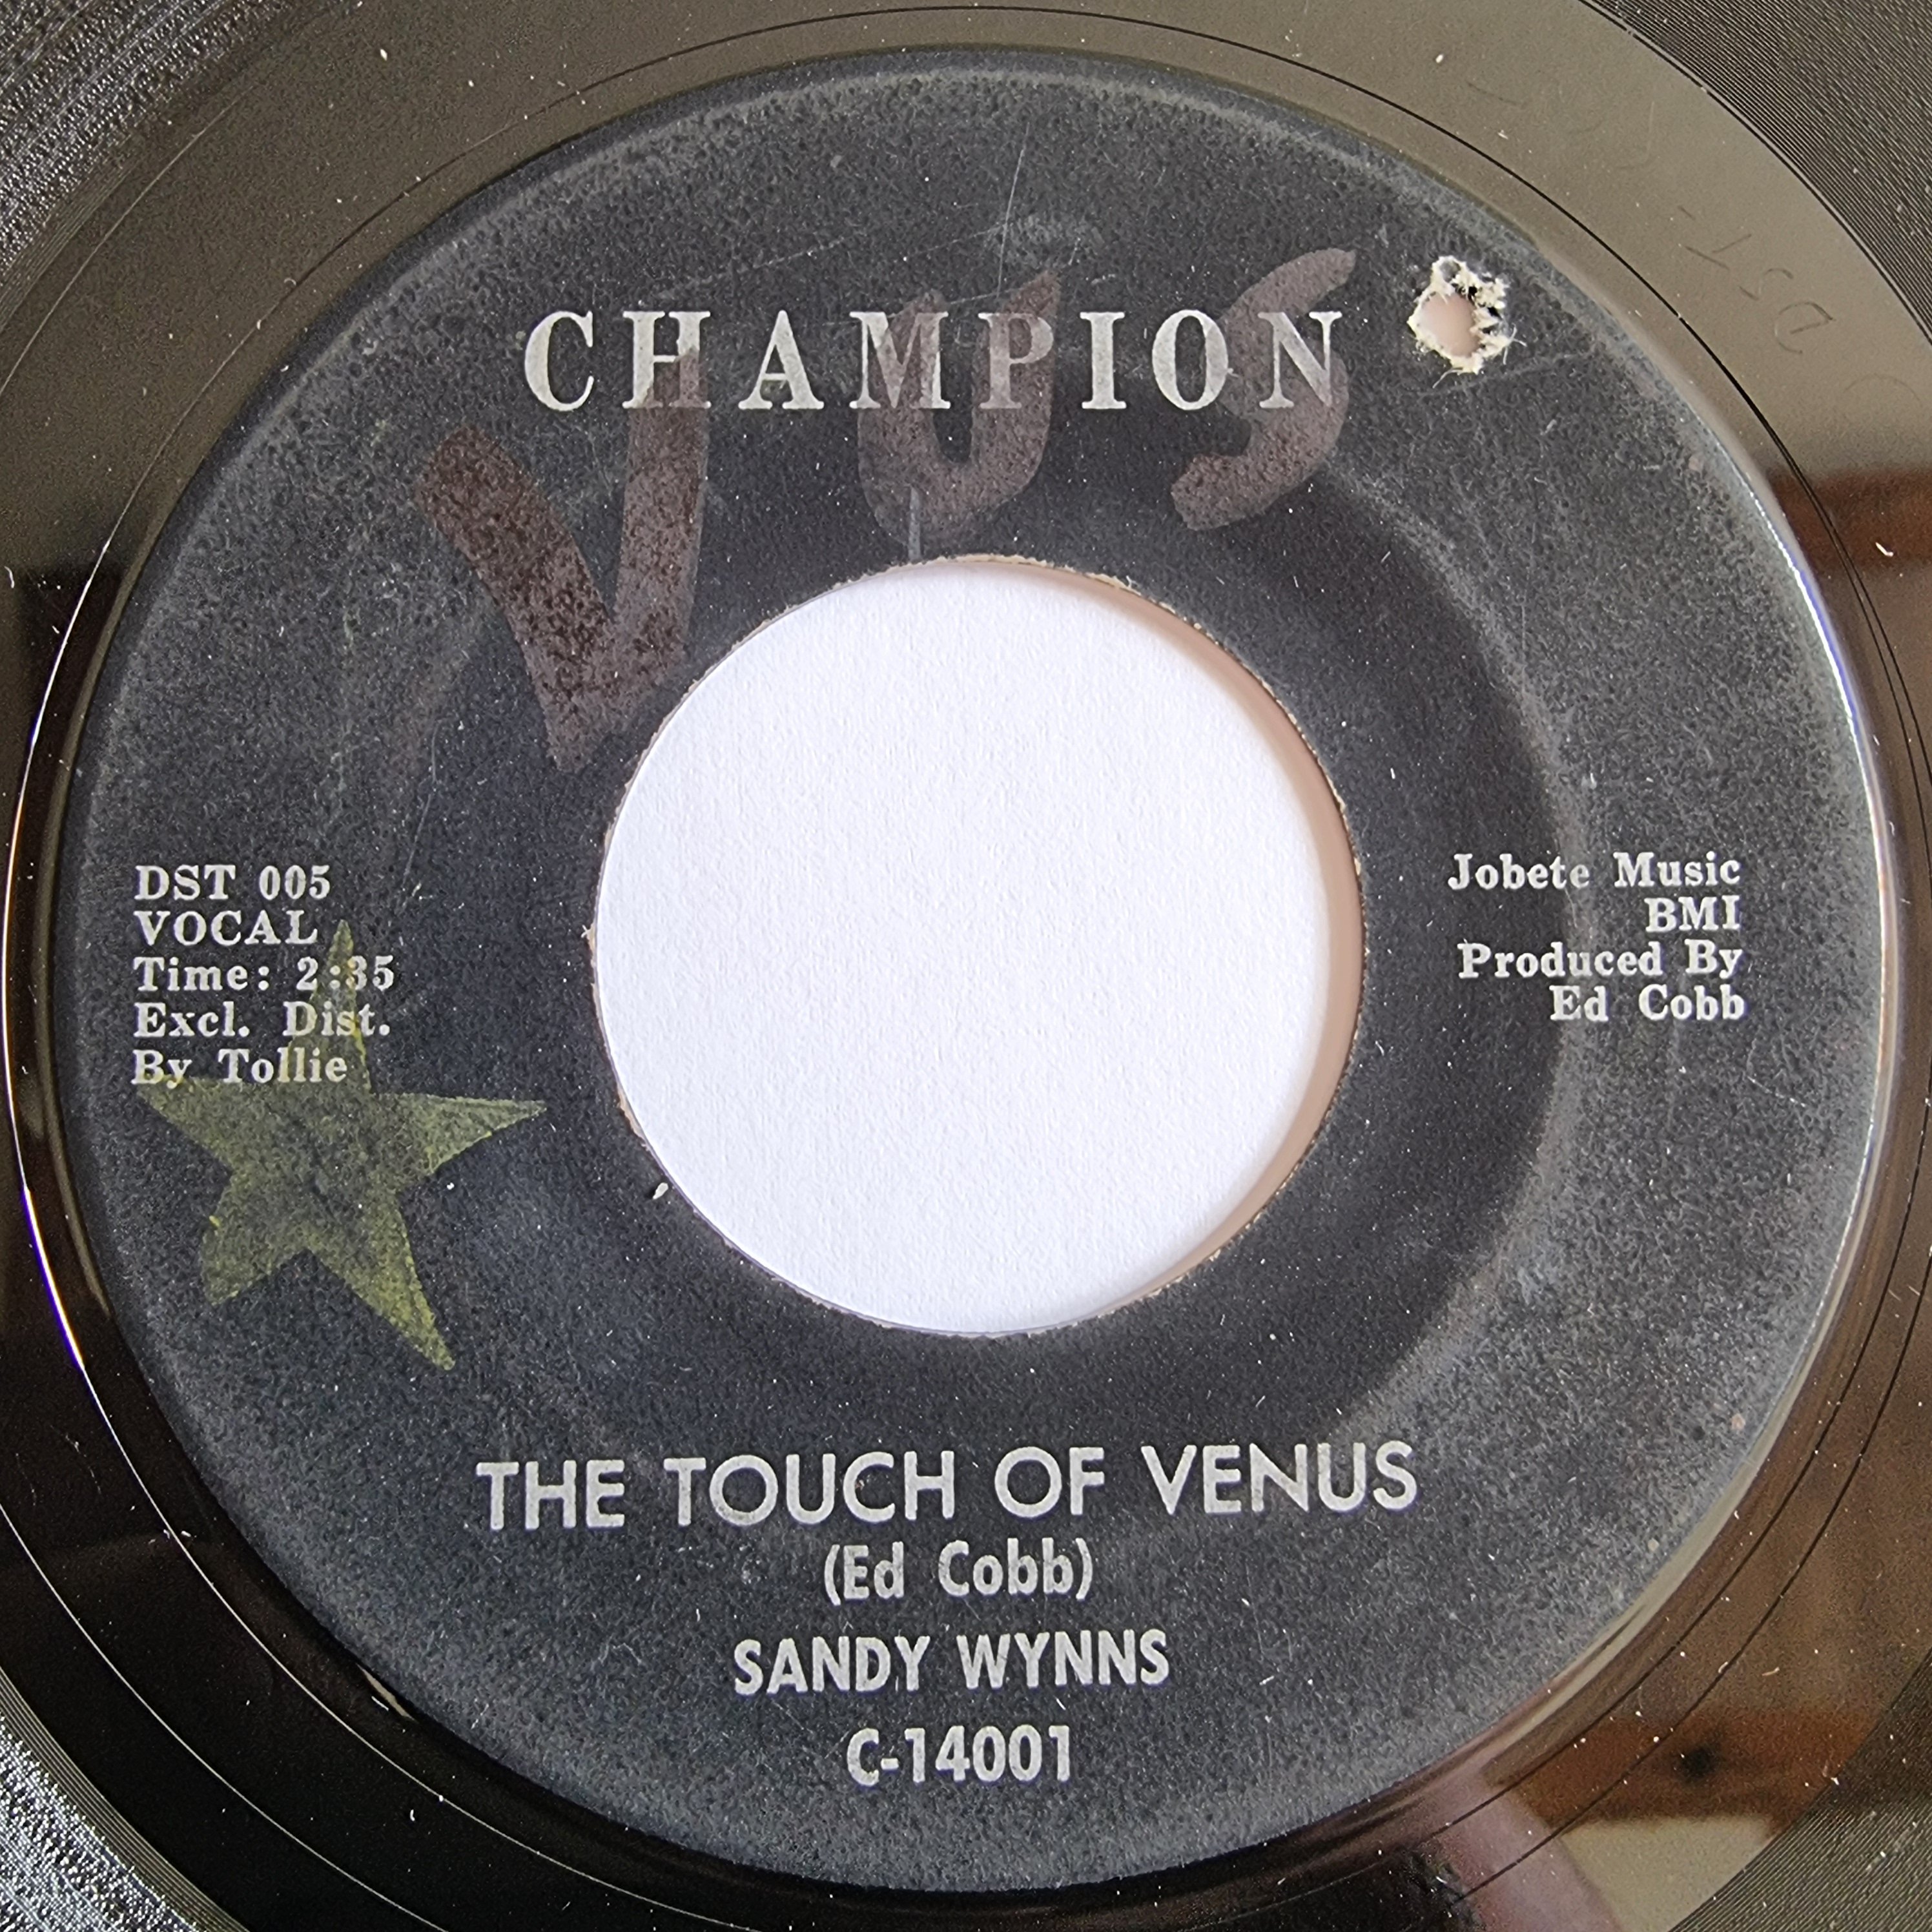 CHAMPION
VUS
DST 005
VOCAL
Time: 2:35
Excl. Dist.
By Tollie
Jobete Music
BMI
Produced By
Ed Cobb
THE TOUCH OF VENUS
(Ed Cobb)
SANDY WYNNS
C-14001